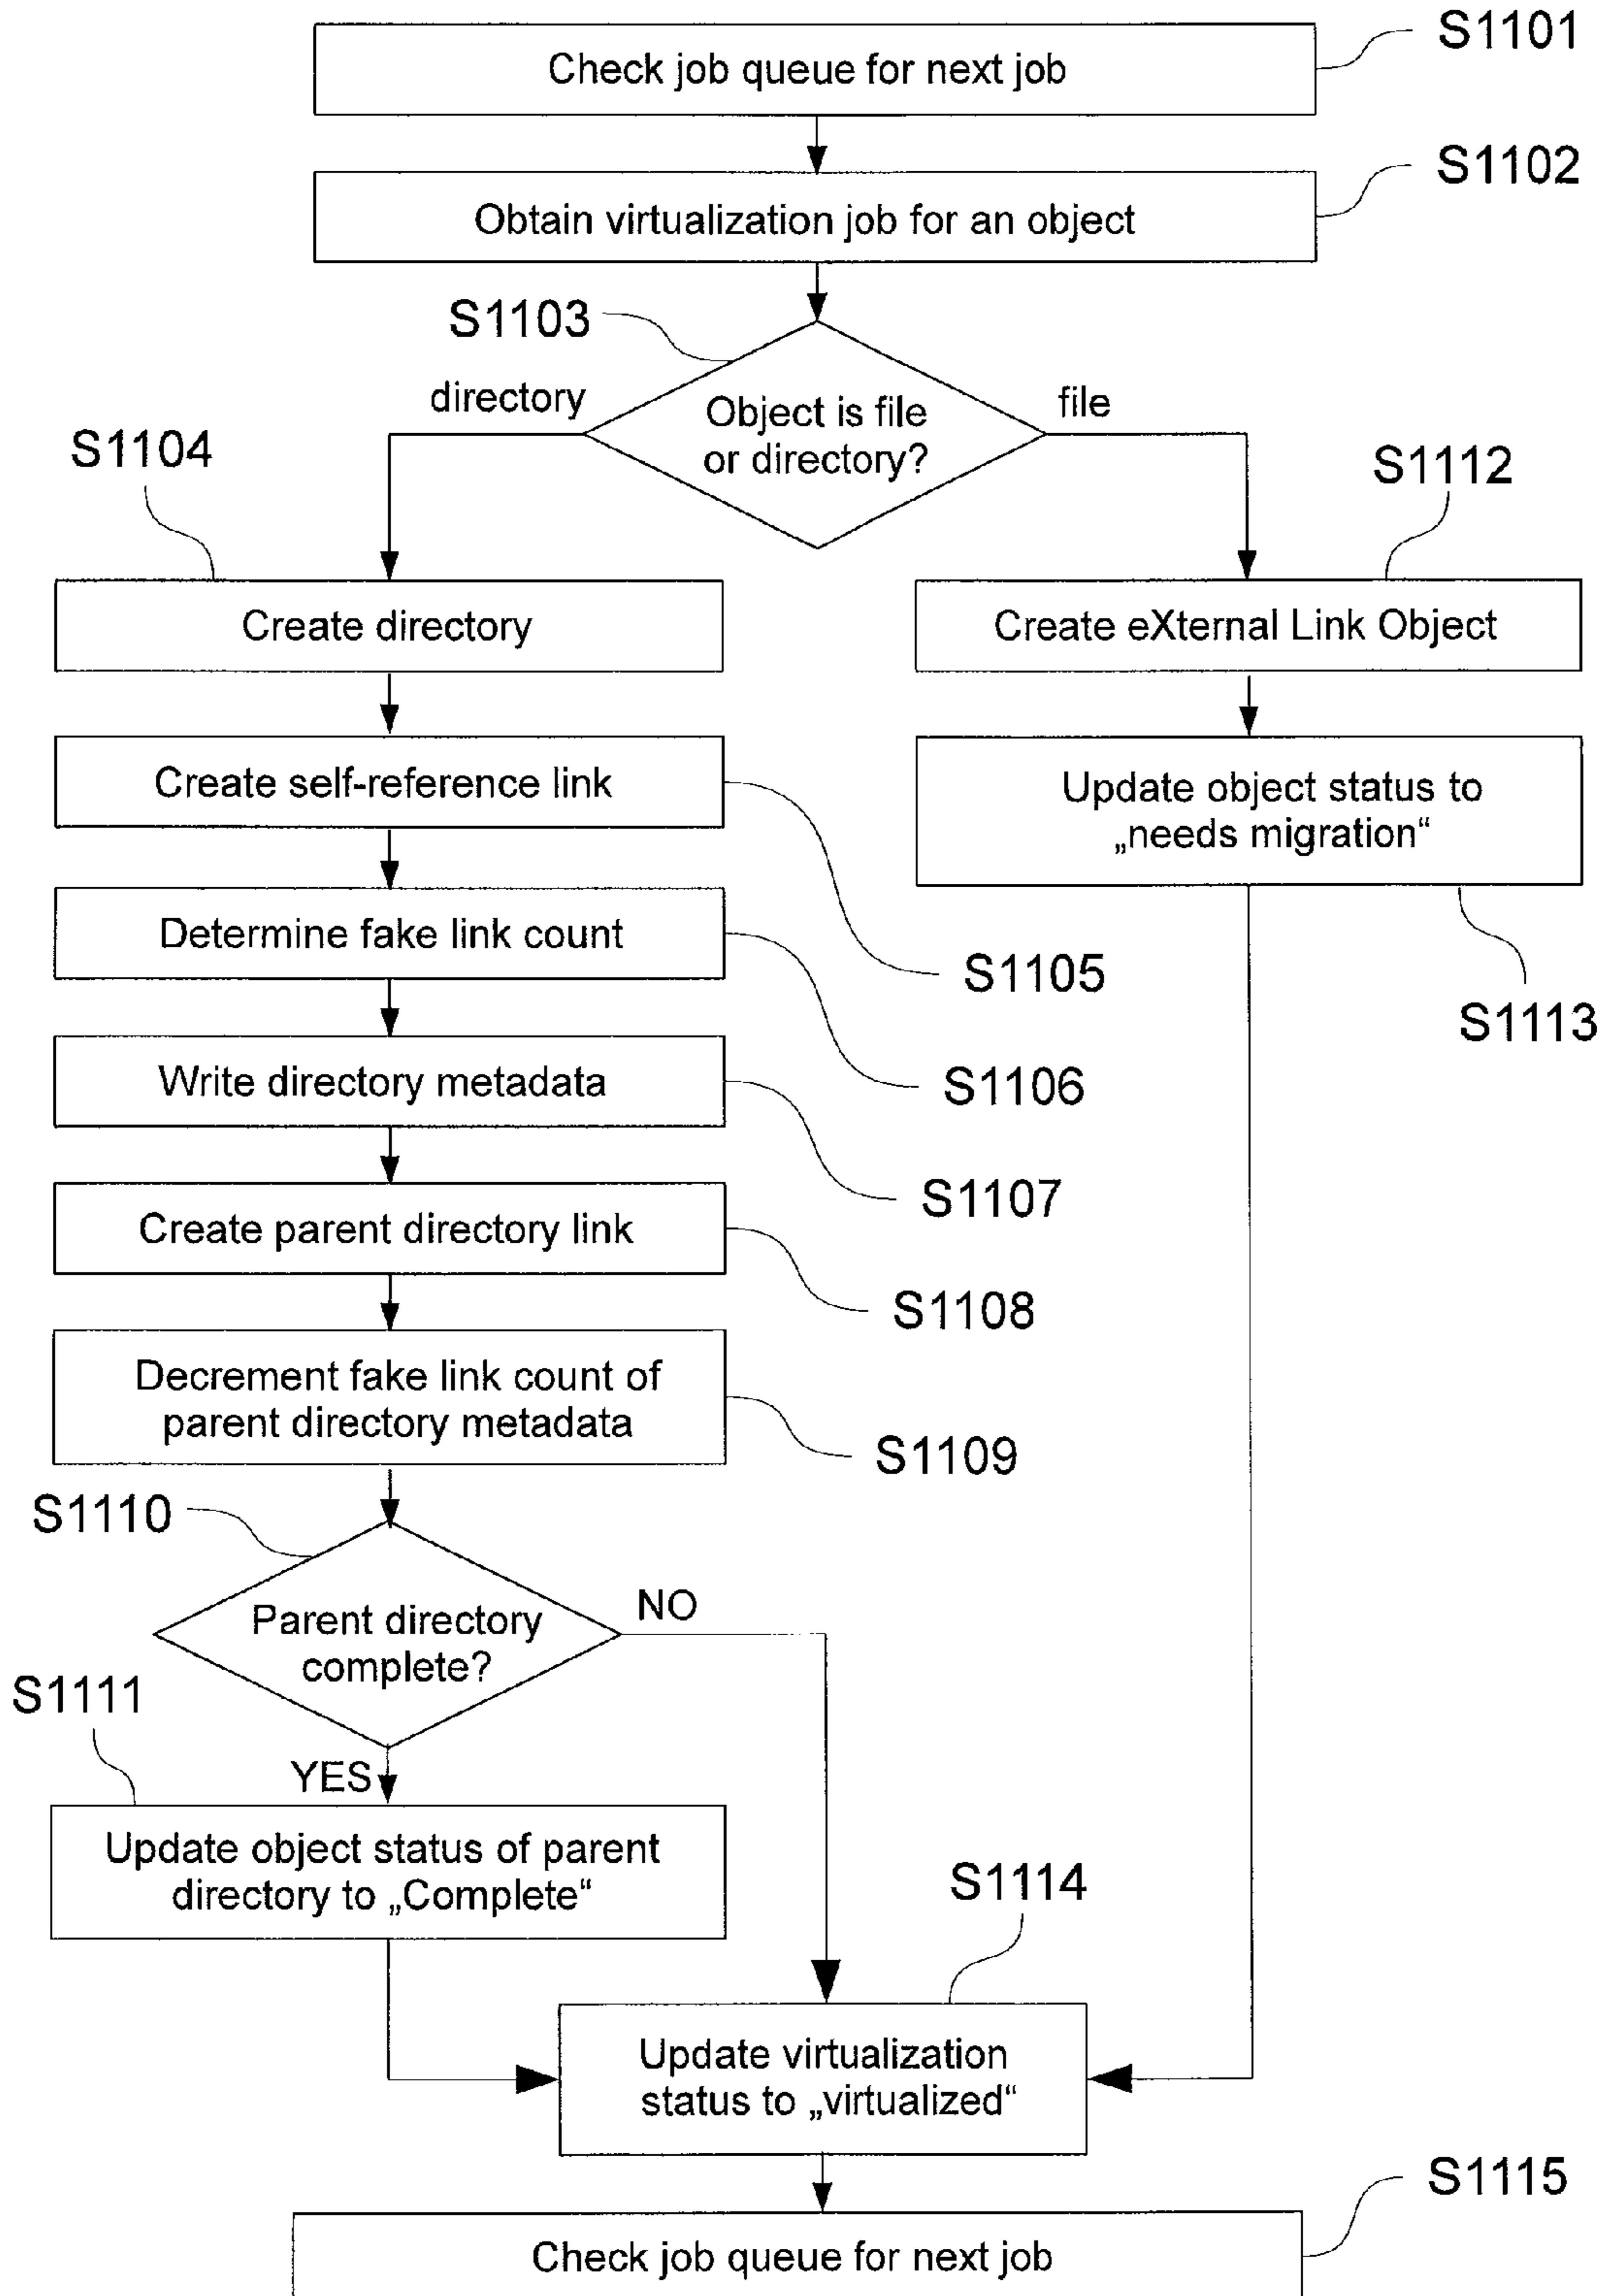 S1101
Check job queue for next job
S1102
Obtain virtualization job for an object
S1103
directory
Object is file
or directory?
file
S1104
S1112
Create directory
Create eXternal Link Object
Create self-reference link
Update object status to
„needs migration“
Determine fake link count
S1105
S1113
Write directory metadata
S1106
S1107
Create parent directory link
S1108
Decrement fake link count of
parent directory metadata
S1109
S1110
Parent directory
complete?
NO
S1111
YES
Update object status of parent
directory to „Complete“
S1114
Update virtualization
status to „virtualized“
S1115
Check job queue for next job